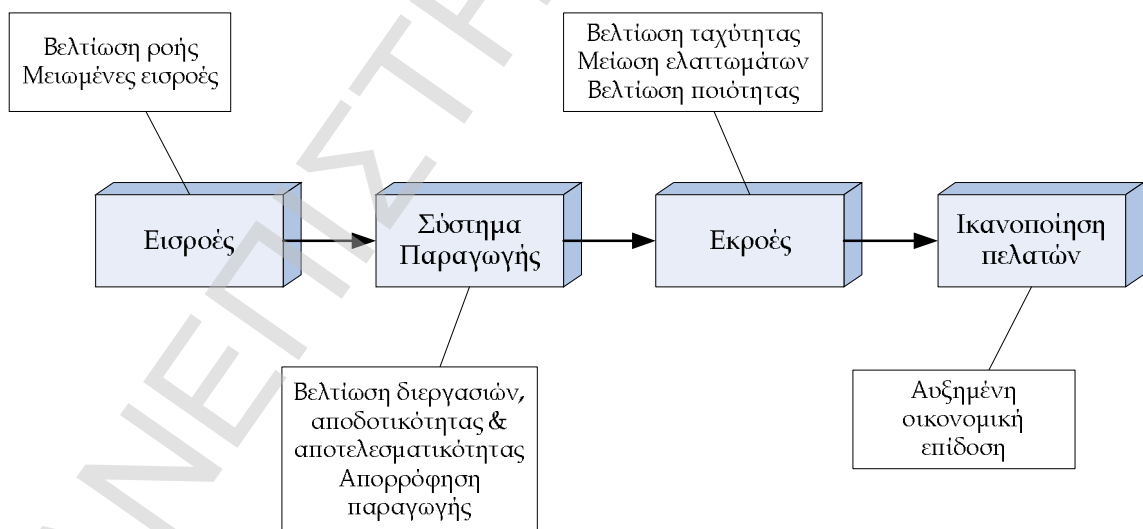 Βελτίωση ροής
Μειωμένες εισροές
Βελτίωση ταχύτητας
Μείωση ελαττωμάτων
Βελτίωση ποιότητας
Εισροές
Σύστημα
Παραγωγής
Εκροές
Ικανοποίηση
πελατών
Βελτίωση διεργασιών,
αποδοτικότητας &
αποτελεσματικότητας
Απορρόφηση
παραγωγής
Αυξημένη
οικονομική
επίδοση
ΝΕΠΙΣΤΗ